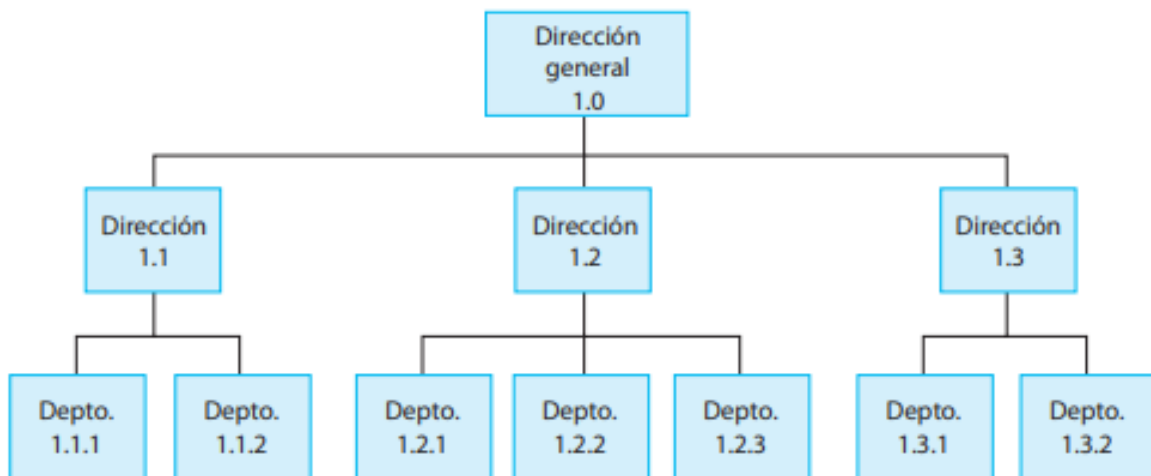 Dirección
general
1.0
Dirección
1.1
Dirección
1.2
Dirección
1.3
Depto.
1.1.1
Depto.
1.1.2
Depto.
1.2.1
Depto.
1.2.2
Depto.
1.2.3
Depto.
1.3.1
Depto.
1.3.2